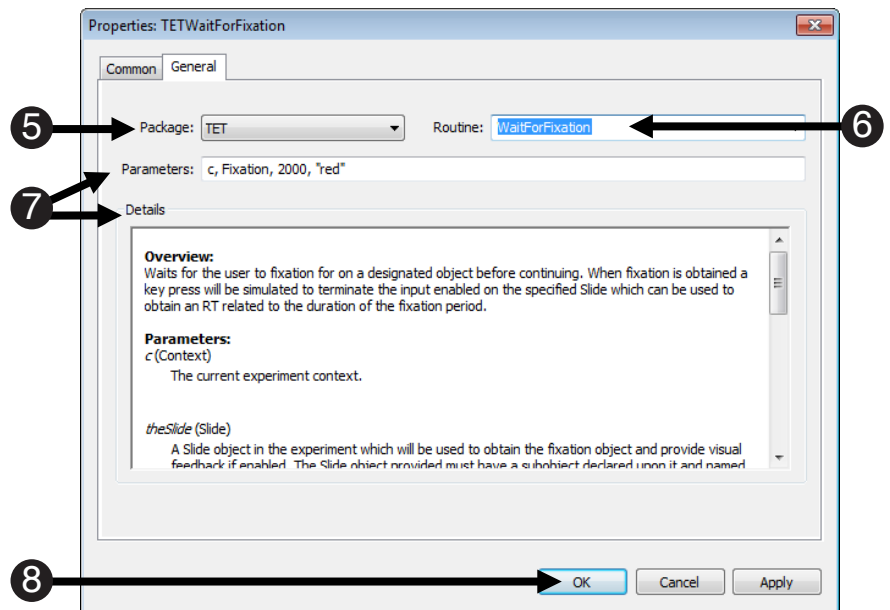 Properties: TETWaitForFixation
Common General
5 Package: TET Routine: WaitForFixation 6
Parameters: c, Fixation, 2000, "red"
7
Details
Overview:
Waits for the user to fixation for on a designated object before continuing. When fixation is obtained a
key press will be simulated to terminate the input enabled on the specified Slide which can be used to
obtain an RT related to the duration of the fixation period.
Parameters:
c (Context)
The current experiment context.
theSlide (Slide)
A Slide object in the experiment which will be used to obtain the fixation object and provide visual
feedback if enabled. The Slide object provided must have a subobject declared upon it and named
8 OK Cancel Apply